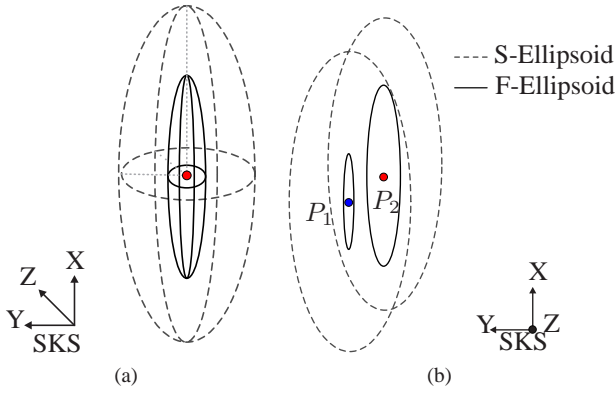 S-Ellipsoid
F-Ellipsoid
P1
P2
X
Z
Y
SKS
X
Y
Z
SKS
(a)
(b)